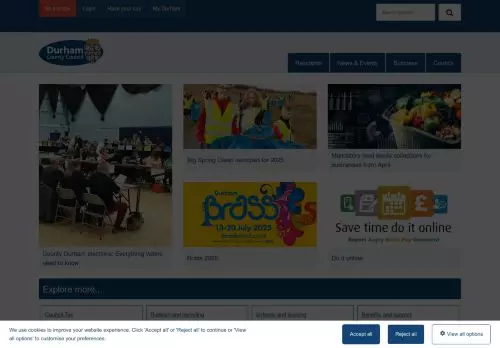 Login
Have your say
My Durham
Durham
County Council
Residents
News & Events
Business
Council
Big Spring Clean launches for 2025
Mandatory food waste collections for
businesses from April
Durham
BRASS
13-20 July 2025
Save time do it online
Report Apply Book Pay Request
County Durham elections: Everything voters
need to know
Brass 2025
Do it online
Explore more...
Council Tax
Rubbish and recycling
Schools and learning
Benefits and support
We use cookies to improve your website experience. Click 'Accept all' or 'Reject all' to continue or 'View
all options' to customise your preferences.
Accept all
Reject all
View all options